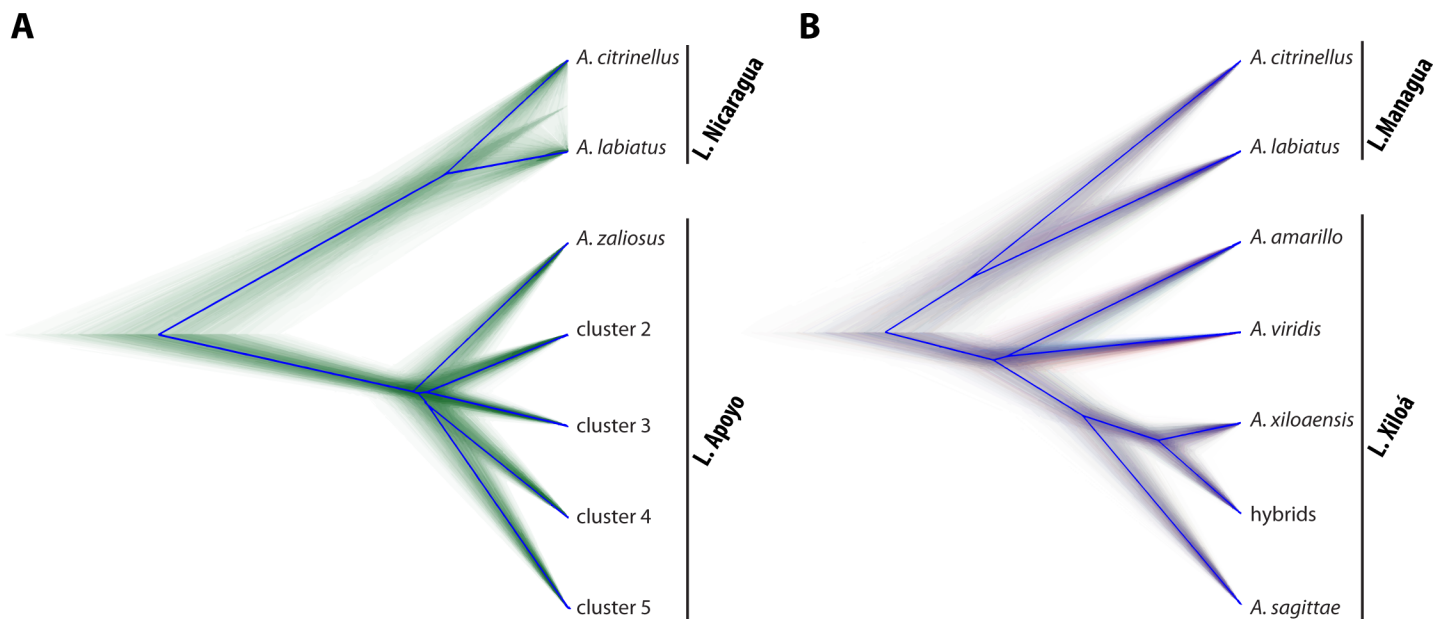 A
A. citrinellus
A. labiatus
L. Nicaragua
A. zaliosus
cluster 2
cluster 3
cluster 4
cluster 5
L. Apoyo
B
A. citrinellus
A. labiatus
L.Managua
A. amarillo
A. viridis
A. xiloaensis
hybrids
A. sagittae
L. Xiloá